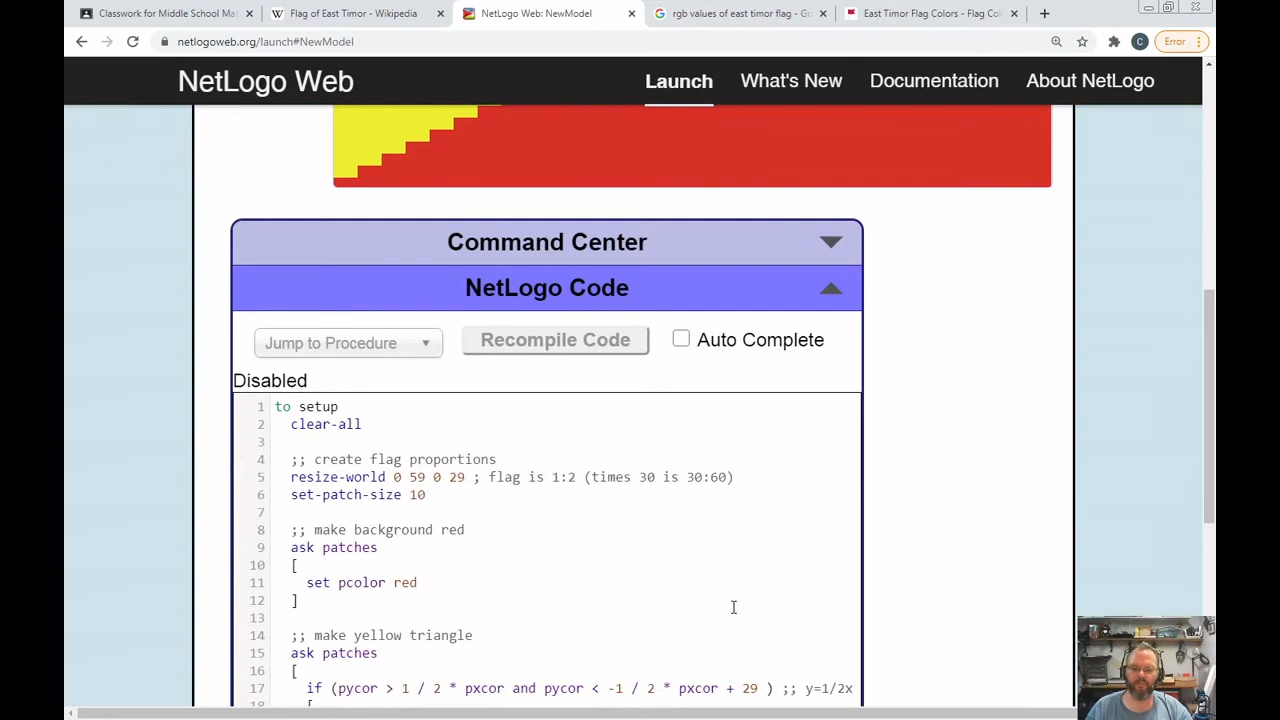 Classwork for Middle School Ma
Flag of East Timor - Wikipedia
NetLogo Web: NewModel
rgb values of east timor flag - Go
East Timor Flag Colors - Flag Co
netlogoweb.org/launch#NewModel
C
Error
NetLogo Web
Launch
What's New
Documentation
About NetLogo
Command Center
NetLogo Code
Jump to Procedure
Recompile Code
Auto Complete
Disabled
1 to setup
2 clear-all
3
4 ;; create flag proportions
5 resize-world 0 59 0 29 ; flag is 1:2 (times 30 is 30:60)
6 set-patch-size 10
7
8 ;; make background red
9 ask patches
10 [
11 set pcolor red
12 ]
13
14 ;; make yellow triangle
15 ask patches
16 [
17 if (pycor > 1 / 2 * pxcor and pycor < -1 / 2 * pxcor + 29 ) ;; y=1/2x
18 [